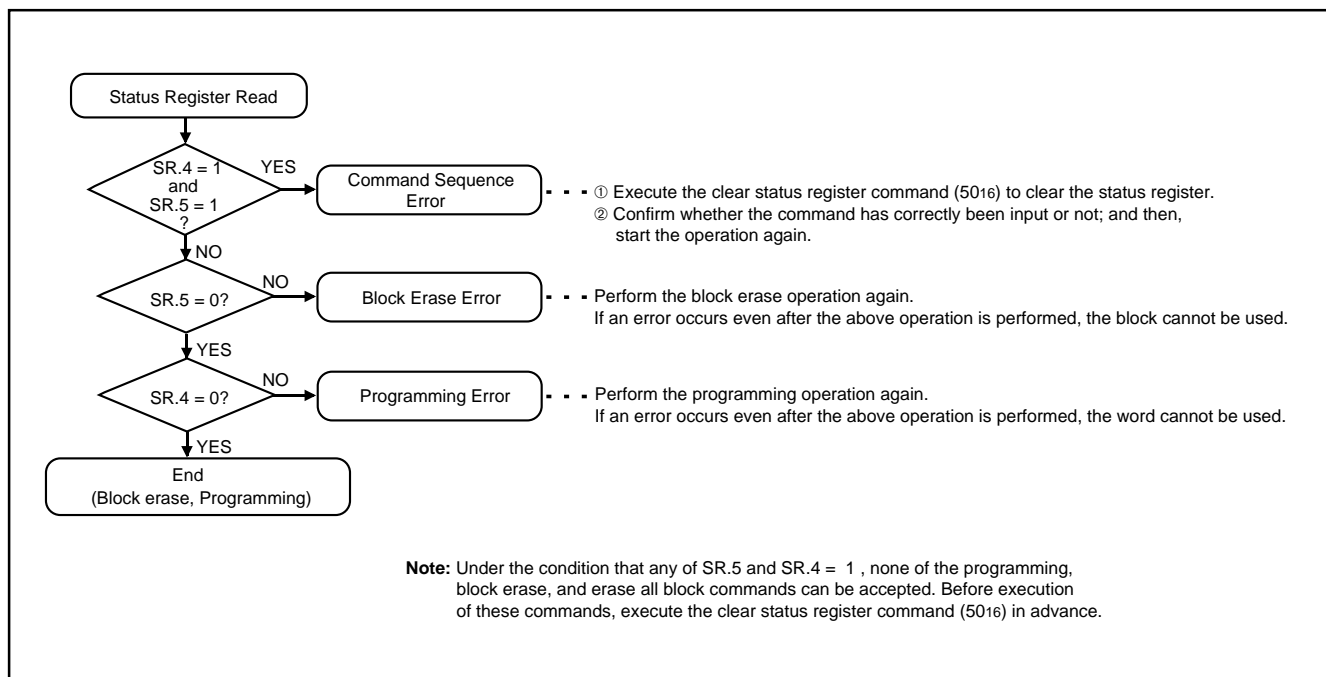 Status Register Read
SR.4 = 1
and
SR.5 = 1
?
YES
Command Sequence
Error
① Execute the clear status register command (5016) to clear the status register.
② Confirm whether the command has correctly been input or not; and then,
start the operation again.
NO
SR.5 = 0?
NO
Block Erase Error
Perform the block erase operation again.
If an error occurs even after the above operation is performed, the block cannot be used.
YES
SR.4 = 0?
NO
Programming Error
Perform the programming operation again.
If an error occurs even after the above operation is performed, the word cannot be used.
YES
End
(Block erase, Programming)
Note: Under the condition that any of SR.5 and SR.4 = 1 , none of the programming,
block erase, and erase all block commands can be accepted. Before execution
of these commands, execute the clear status register command (5016) in advance.